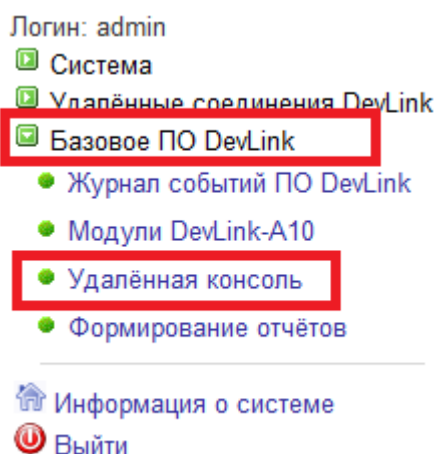 Логин: admin
Система
Удалённые соединения DevLink
Базовое ПО DevLink
Журнал событий ПО DevLink
Модули DevLink-A10
Удалённая консоль
Формирование отчётов
Информация о системе
Выйти